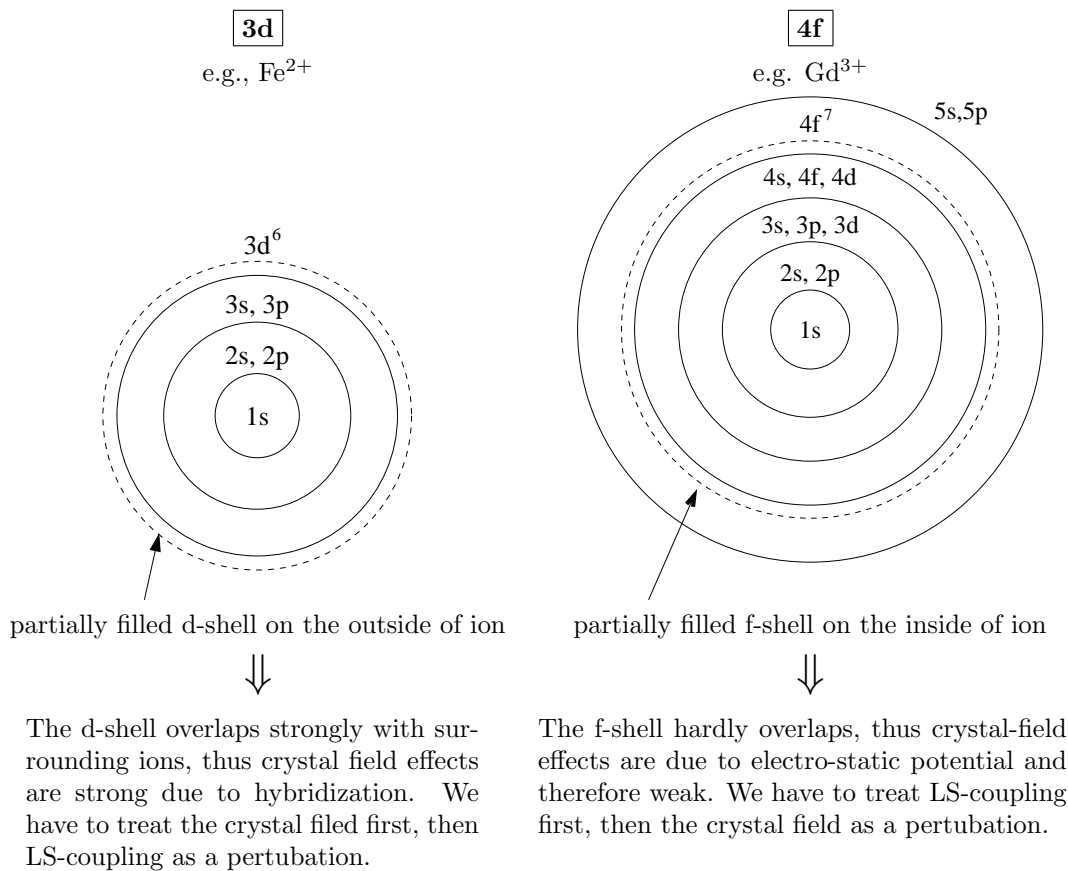 3d
e.g., Fe²⁺
3d⁶
3s, 3p
2s, 2p
1s
partially filled d-shell on the outside of ion
⇓
The d-shell overlaps strongly with sur-
rounding ions, thus crystal field effects
are strong due to hybridization. We
have to treat the crystal filed first, then
LS-coupling as a pertubation.
4f
e.g. Gd³⁺
5s,5p
4f⁷
4s, 4f, 4d
3s, 3p, 3d
2s, 2p
1s
partially filled f-shell on the inside of ion
⇓
The f-shell hardly overlaps, thus crystal-field
effects are due to electro-static potential and
therefore weak. We have to treat LS-coupling
first, then the crystal field as a pertubation.